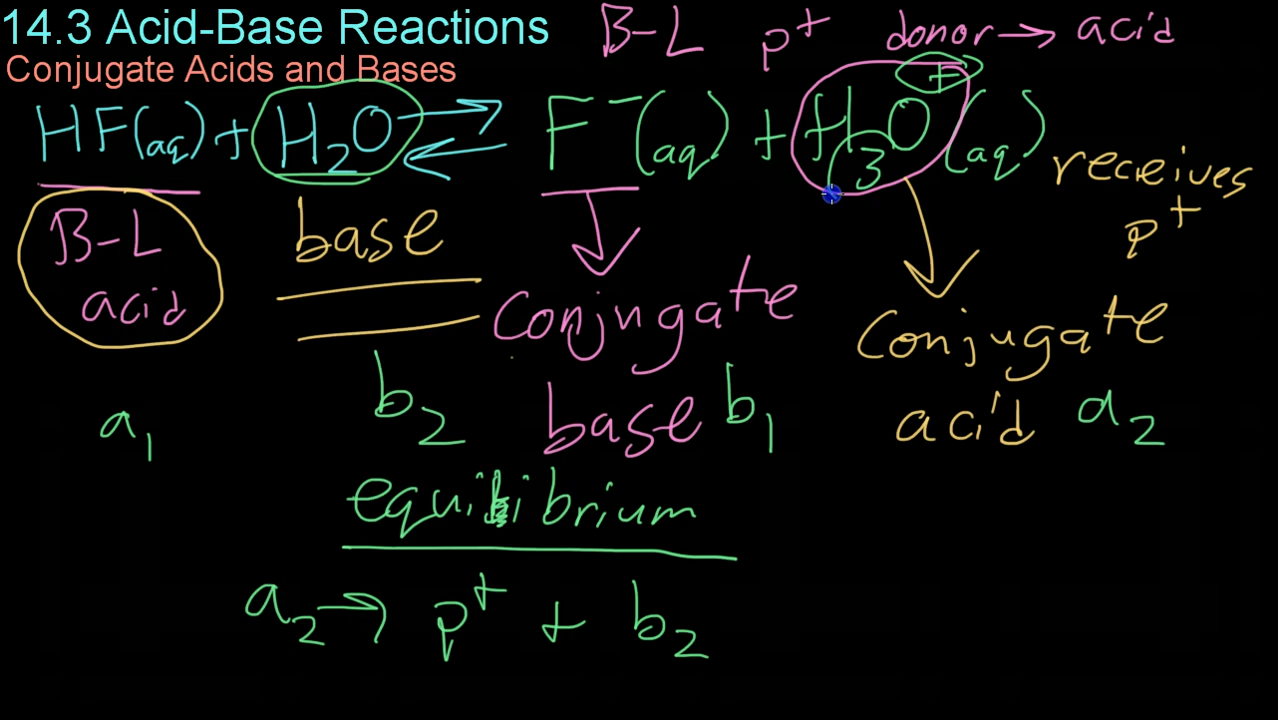 14.3 Acid-Base Reactions
B-L p⁺ donor → acid
Conjugate Acids and Bases
HF(aq) + H₂O ⇄ F⁻(aq) + H₃O⁺(aq)
receives
p⁺
B-L
acid
base
conjugate
base b₁
conjugate
acid a₂
a₁
b₂
equilibrium
a₂ → p⁺ + b₂